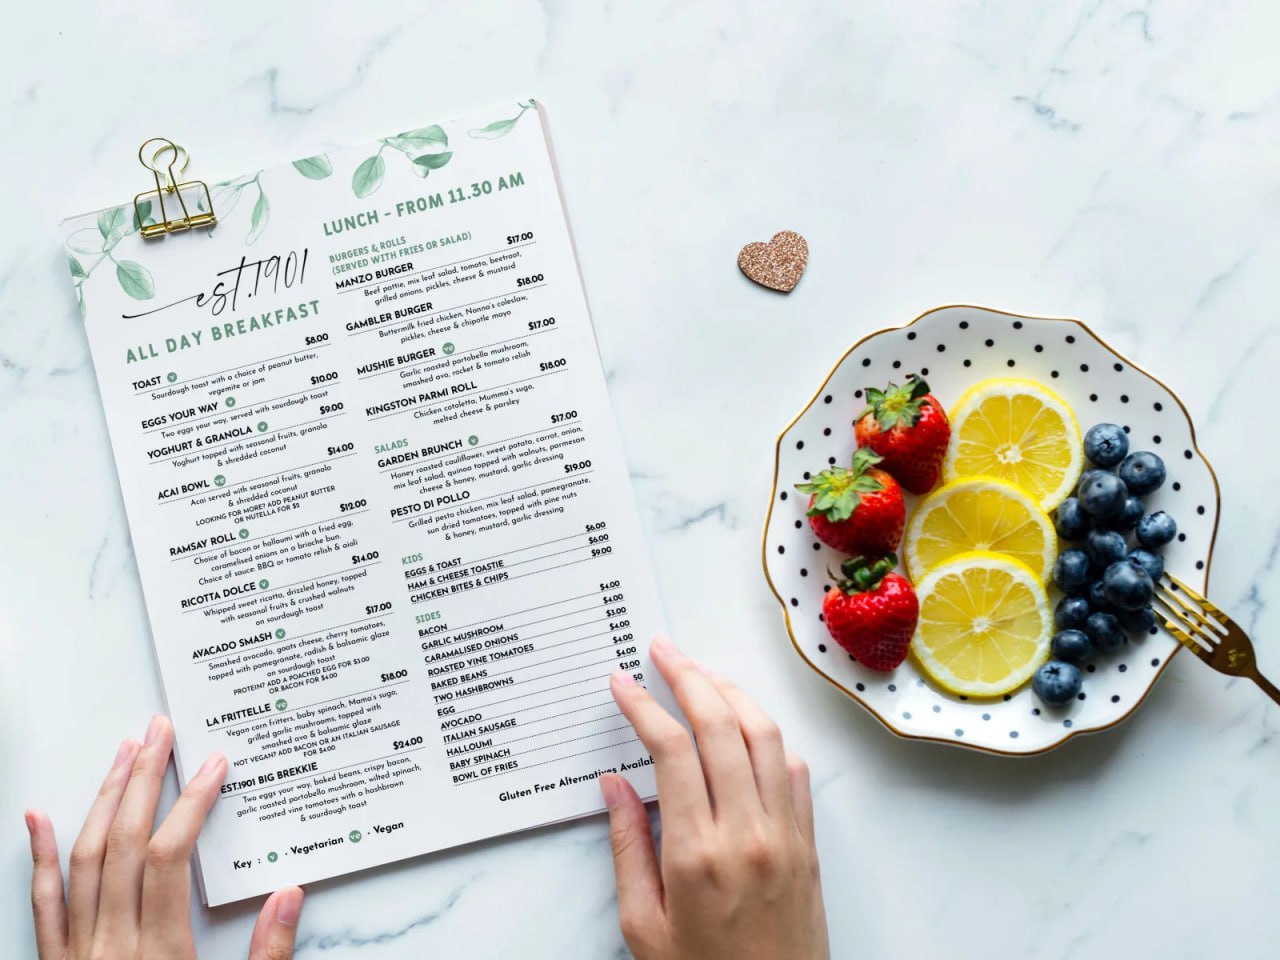 est.1901
ALL DAY BREAKFAST
$8.00
TOAST v
Sourdough toast with a choice of peanut butter,
vegemite or jam
$10.00
EGGS YOUR WAY v
Two eggs your way, served with sourdough toast
$9.00
YOGHURT & GRANOLA v
Yoghurt topped with seasonal fruits, granola
& shredded coconut
$14.00
ACAI BOWL ve
Acai served with seasonal fruits, granola
& shredded coconut
LOOKING FOR MORE? ADD PEANUT BUTTER
OR NUTELLA FOR $2
$12.00
RAMSAY ROLL v
Choice of bacon or halloumi with a fried egg,
caramelised onions on a brioche bun.
Choice of sauce: BBQ or tomato relish & aioli
$14.00
RICOTTA DOLCE v
Whipped sweet ricotta, drizzled honey, topped
with seasonal fruits & crushed walnuts
on sourdough toast
$17.00
AVACADO SMASH v
Smashed avocado, goats cheese, cherry tomatoes,
topped with pomegranate, radish & balsamic glaze
on sourdough toast
PROTEIN? ADD A POACHED EGG FOR $3.00
OR BACON FOR $4.00
$18.00
LA FRITTELLE ve
Vegan corn fritters, baby spinach, Mama's sugo,
grilled garlic mushrooms, topped with
smashed avo & balsamic glaze
NOT VEGAN? ADD BACON OR AN ITALIAN SAUSAGE
FOR $4.00
$24.00
EST.1901 BIG BREKKIE
Two eggs your way, baked beans, crispy bacon,
garlic roasted portobello mushroom, wilted spinach,
roasted vine tomatoes with a hashbrown
& sourdough toast
Key : v - Vegetarian ve - Vegan
LUNCH - FROM 11.30 AM
BURGERS & ROLLS
(SERVED WITH FRIES OR SALAD)
$17.00
MANZO BURGER
Beef pattie, mix leaf salad, tomato, beetroot,
grilled onions, pickles, cheese & mustard
$18.00
GAMBLER BURGER
Buttermilk fried chicken, Nonna's coleslaw,
pickles, cheese & chipotle mayo
$17.00
MUSHIE BURGER ve
Garlic roasted portobello mushroom,
smashed avo, rocket & tomato relish
$18.00
KINGSTON PARMI ROLL
Chicken cotoletta, Mumma's sugo,
melted cheese & parsley
SALADS
$17.00
GARDEN BRUNCH v
Honey roasted cauliflower, sweet potato, carrot, onion,
mix leaf salad, quinoa topped with walnuts, parmesan
cheese & honey, mustard, garlic dressing
$19.00
PESTO DI POLLO
Grilled pesto chicken, mix leaf salad, pomegranate,
sun dried tomatoes, topped with pine nuts
& honey, mustard, garlic dressing
KIDS
$6.00
EGGS & TOAST
$6.00
HAM & CHEESE TOASTIE
$9.00
CHICKEN BITES & CHIPS
SIDES
$4.00
BACON
$4.00
GARLIC MUSHROOM
$3.00
CARAMALISED ONIONS
$4.00
ROASTED VINE TOMATOES
$4.00
BAKED BEANS
$4.00
TWO HASHBROWNS
$3.00
EGG
50
AVOCADO
ITALIAN SAUSAGE
HALLOUMI
BABY SPINACH
BOWL OF FRIES
Gluten Free Alternatives Availab